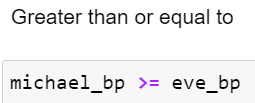 Greater than or equal to
michael_bp >= eve_bp